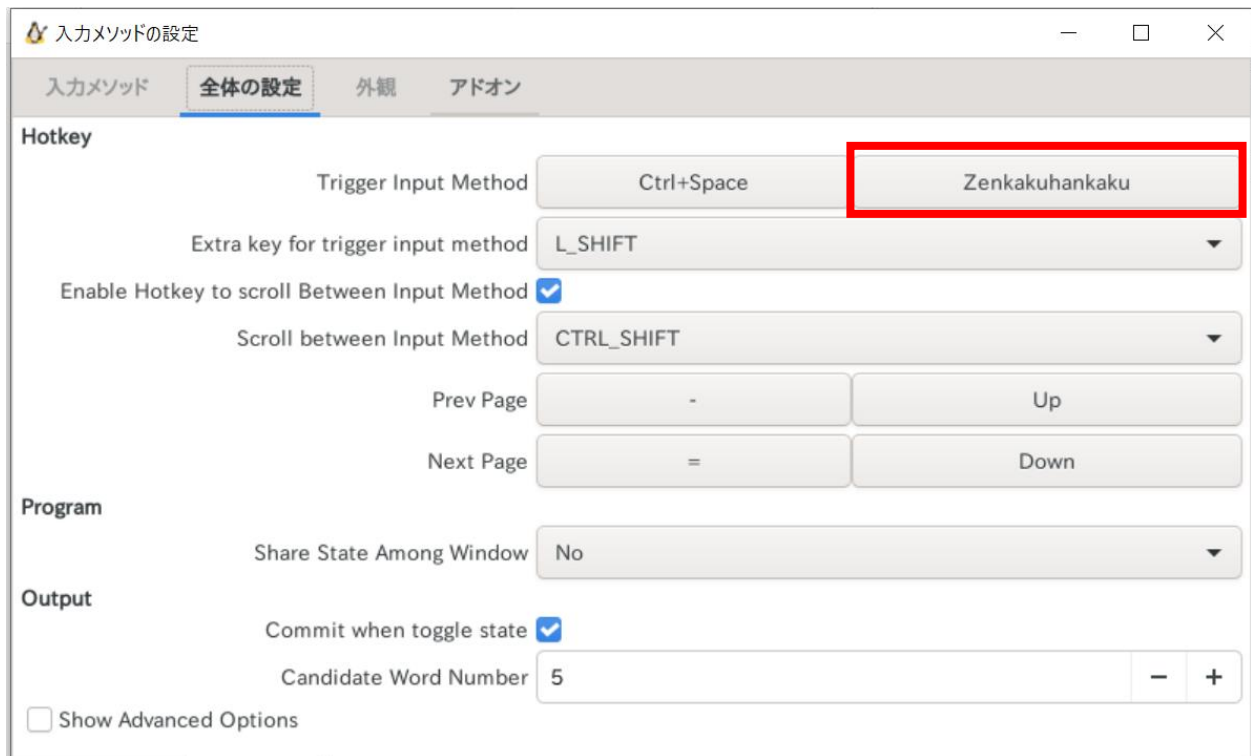 入力メソッドの設定
入力メソッド 全体の設定 外観 アドオン
Hotkey
Trigger Input Method Ctrl+Space Zenkakuhankaku
Extra key for trigger input method L_SHIFT
Enable Hotkey to scroll Between Input Method
Scroll between Input Method CTRL_SHIFT
Prev Page - Up
Next Page = Down
Program
Share State Among Window No
Output
Commit when toggle state
Candidate Word Number 5 − +
Show Advanced Options